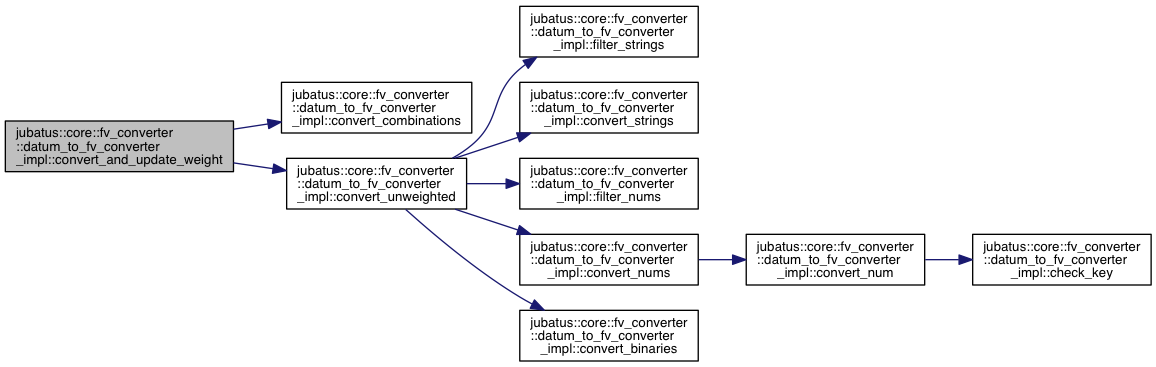 jubatus::core::fv_converter
::datum_to_fv_converter
_impl::convert_and_update_weight
jubatus::core::fv_converter
::datum_to_fv_converter
_impl::convert_combinations
jubatus::core::fv_converter
::datum_to_fv_converter
_impl::convert_unweighted
jubatus::core::fv_converter
::datum_to_fv_converter
_impl::filter_strings
jubatus::core::fv_converter
::datum_to_fv_converter
_impl::convert_strings
jubatus::core::fv_converter
::datum_to_fv_converter
_impl::filter_nums
jubatus::core::fv_converter
::datum_to_fv_converter
_impl::convert_nums
jubatus::core::fv_converter
::datum_to_fv_converter
_impl::convert_num
jubatus::core::fv_converter
::datum_to_fv_converter
_impl::check_key
jubatus::core::fv_converter
::datum_to_fv_converter
_impl::convert_binaries